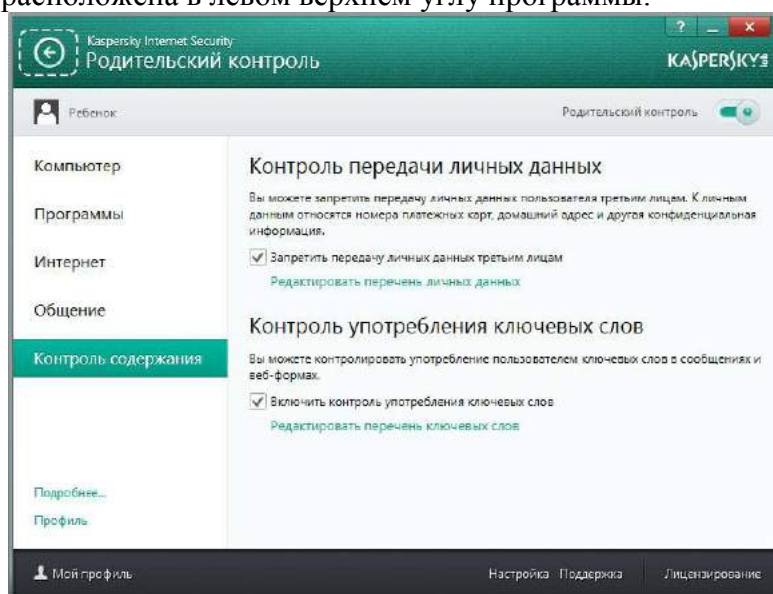 расположена в левом верхнем углу программы.
? _ x
Kaspersky Internet Security
Родительский контроль
KASPERSKY
Ребенок
Родительский контроль
Компьютер
Программы
Интернет
Общение
Контроль содержания
Подробнее...
Профиль
Контроль передачи личных данных
Вы можете запретить передачу личных данных пользователя третьим лицам. К личным
данным относятся номера платежных карт, домашний адрес и другая конфиденциальная
информация.
Запретить передачу личных данных третьим лицам
Редактировать перечень личных данных
Контроль употребления ключевых слов
Вы можете контролировать употребление пользователем ключевых слов в сообщениях и
веб-формах.
Включить контроль употребления ключевых слов
Редактировать перечень ключевых слов
Мой профиль
Настройка Поддержка Лицензирование